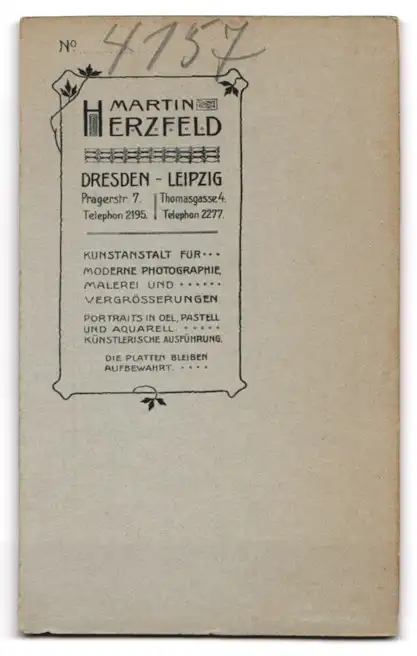 No 4157
MARTIN
HERZFELD
DRESDEN - LEIPZIG
Pragerstr. 7. Thomasgasse 4.
Telephon 2195. Telephon 2277.
KUNSTANSTALT FÜR
MODERNE PHOTOGRAPHIE,
MALEREI UND
VERGRÖSSERUNGEN
PORTRAITS IN OEL, PASTELL
UND AQUARELL.
KÜNSTLERISCHE AUSFÜHRUNG.
DIE PLATTEN BLEIBEN
AUFBEWAHRT.